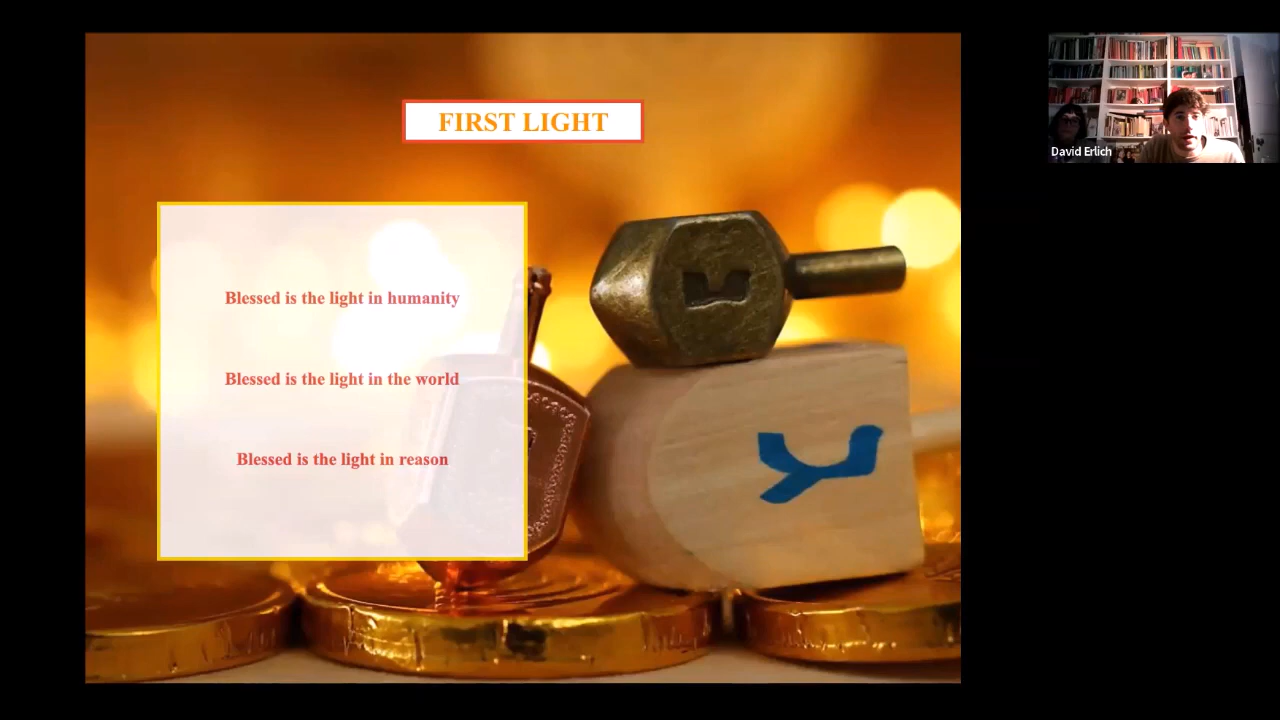 FIRST LIGHT
Blessed is the light in humanity
Blessed is the light in the world
Blessed is the light in reason
נ
ג
David Erlich